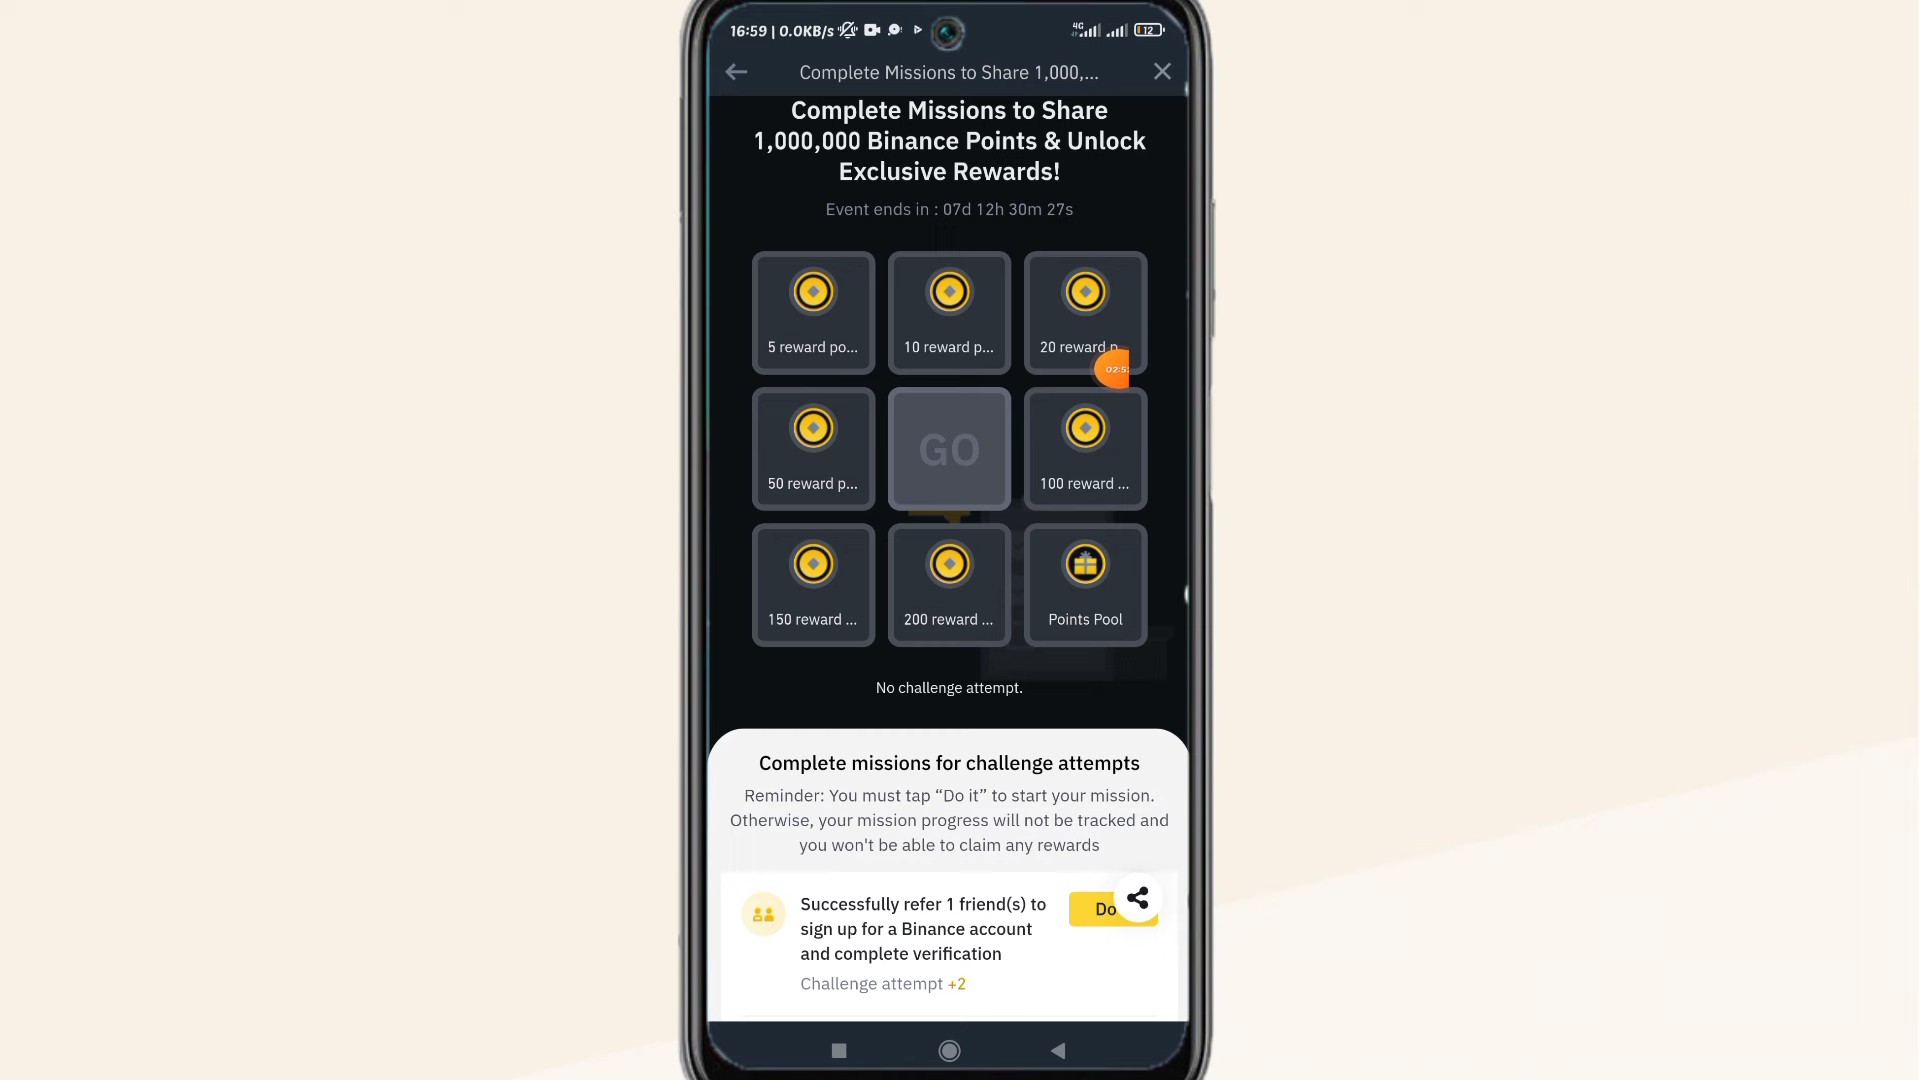 16:59 | 0.0KB/s
4G
12
Complete Missions to Share 1,000,...
Complete Missions to Share
1,000,000 Binance Points & Unlock
Exclusive Rewards!
Event ends in : 07d 12h 30m 27s
5 reward po...
10 reward p...
20 reward p...
50 reward p...
GO
100 reward ...
150 reward ...
200 reward ...
Points Pool
No challenge attempt.
Complete missions for challenge attempts
Reminder: You must tap “Do it” to start your mission.
Otherwise, your mission progress will not be tracked and
you won't be able to claim any rewards
Successfully refer 1 friend(s) to
sign up for a Binance account
and complete verification
Do
Challenge attempt +2